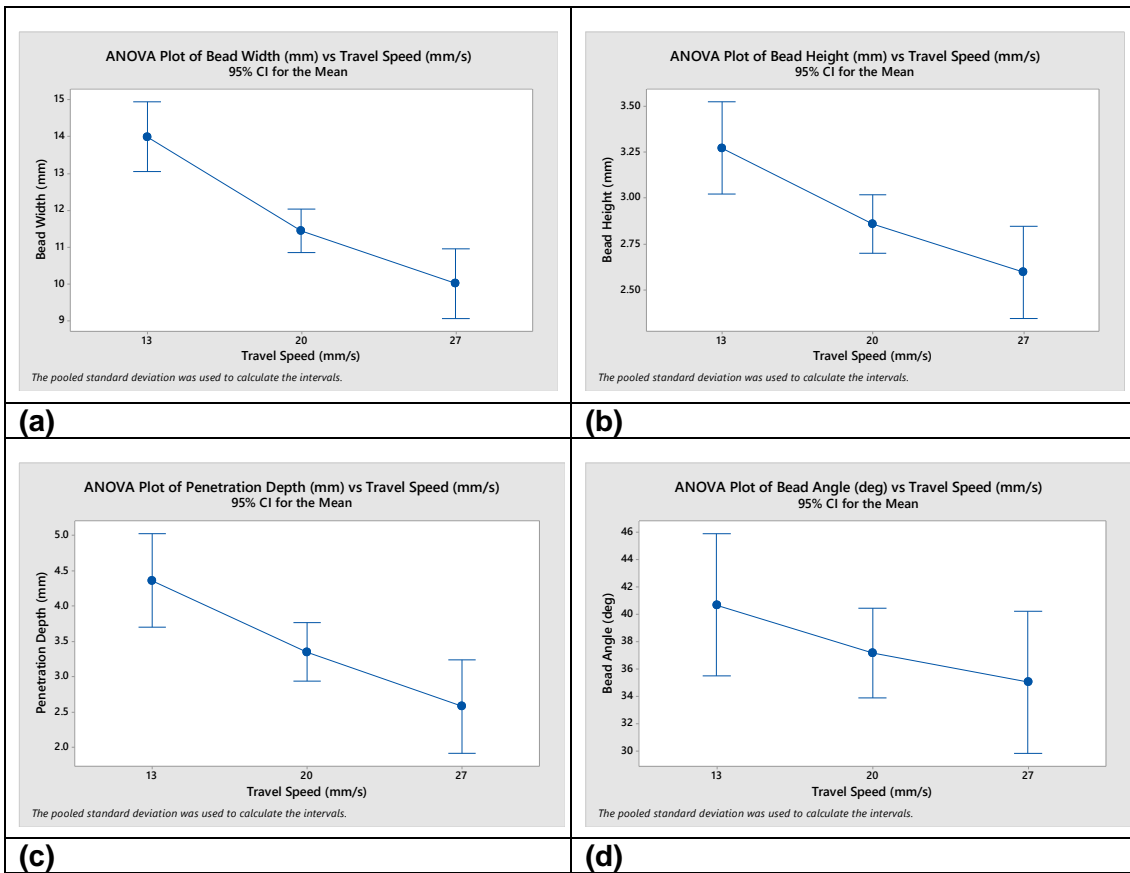 ANOVA Plot of Bead Width (mm) vs Travel Speed (mm/s)
95% CI for the Mean
15
14
13
12
11
10
9
Bead Width (mm)
13 20 27
Travel Speed (mm/s)
The pooled standard deviation was used to calculate the intervals.
(a)
ANOVA Plot of Bead Height (mm) vs Travel Speed (mm/s)
95% CI for the Mean
3.50
3.25
3.00
2.75
2.50
Bead Height (mm)
13 20 27
Travel Speed (mm/s)
The pooled standard deviation was used to calculate the intervals.
(b)
ANOVA Plot of Penetration Depth (mm) vs Travel Speed (mm/s)
95% CI for the Mean
5.0
4.5
4.0
3.5
3.0
2.5
2.0
Penetration Depth (mm)
13 20 27
Travel Speed (mm/s)
The pooled standard deviation was used to calculate the intervals.
(c)
ANOVA Plot of Bead Angle (deg) vs Travel Speed (mm/s)
95% CI for the Mean
46
44
42
40
38
36
34
32
30
Bead Angle (deg)
13 20 27
Travel Speed (mm/s)
The pooled standard deviation was used to calculate the intervals.
(d)